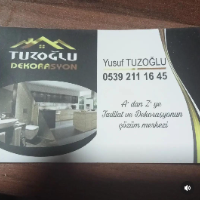 TUZOĞLU
DEKORASYON
Yusuf TUZOĞLU
0539 211 16 45
A' dan Z' ye
Tadilat ve Dekorasyonun
çözüm merkezi